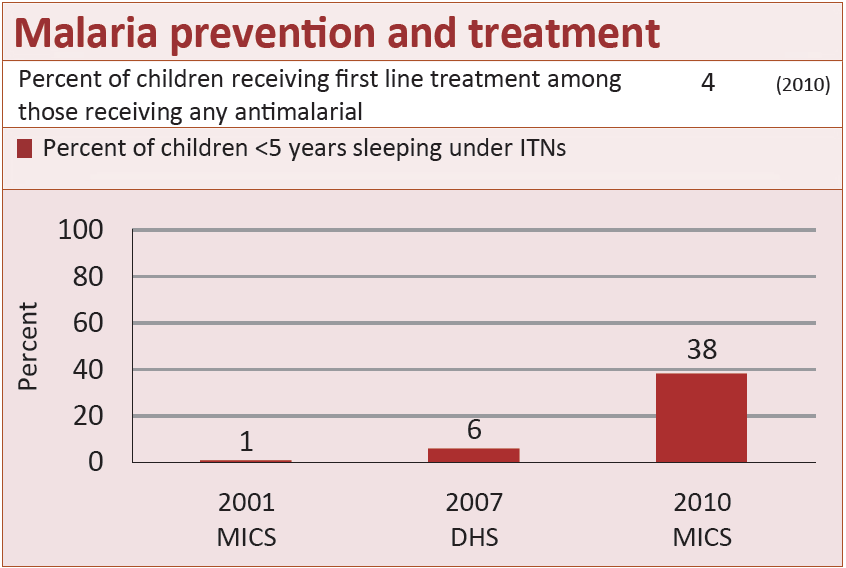 Malaria prevention and treatment
Percent of children receiving first line treatment among those receiving any antimalarial 4 (2010)
Percent of children <5 years sleeping under ITNs
Percent
100
80
60
40
20
0
1
6
38
2001
MICS
2007
DHS
2010
MICS